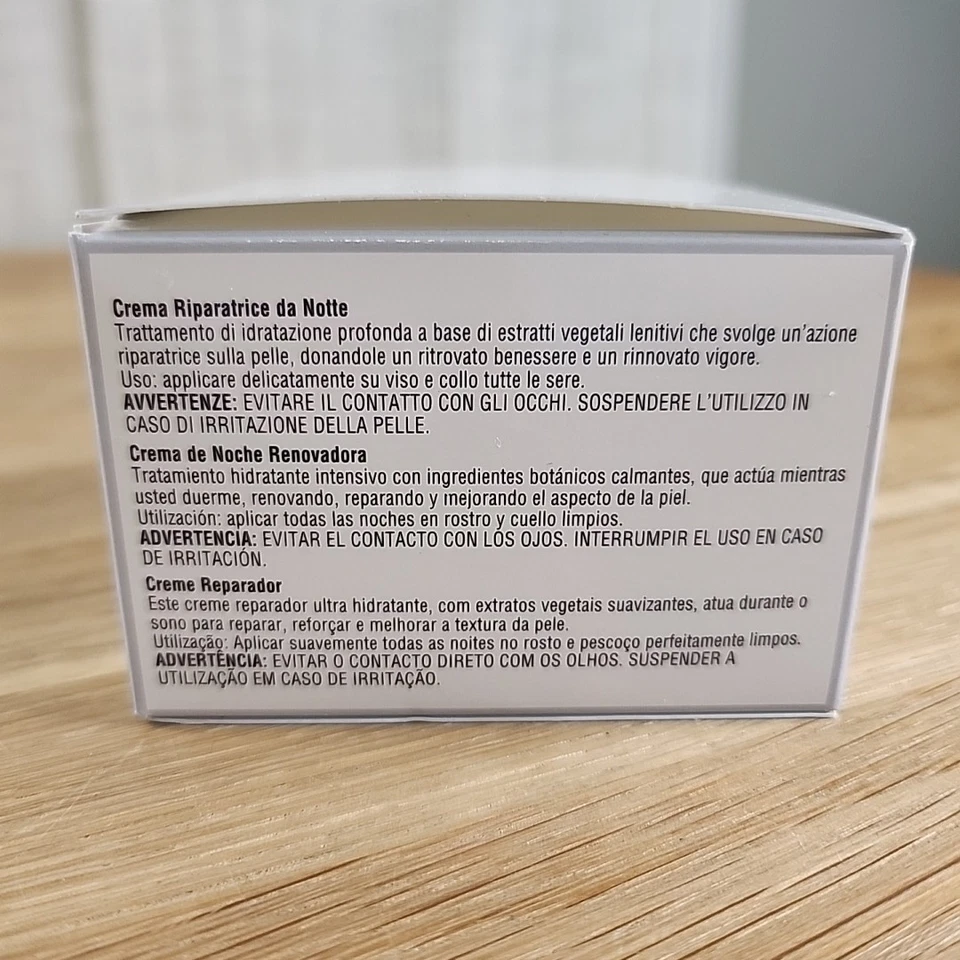 Crema Riparatrice da Notte
Trattamento di idratazione profonda a base di estratti vegetali lenitivi che svolge un'azione
riparatrice sulla pelle, donandole un ritrovato benessere e un rinnovato vigore.
Uso: applicare delicatamente su viso e collo tutte le sere.
AVVERTENZE: EVITARE IL CONTATTO CON GLI OCCHI. SOSPENDERE L'UTILIZZO IN
CASO DI IRRITAZIONE DELLA PELLE.
Crema de Noche Renovadora
Tratamiento hidratante intensivo con ingredientes botánicos calmantes, que actúa mientras
usted duerme, renovando, reparando y mejorando el aspecto de la piel.
Utilización: aplicar todas las noches en rostro y cuello limpios.
ADVERTENCIA: EVITAR EL CONTACTO CON LOS OJOS. INTERRUMPIR EL USO EN CASO
DE IRRITACIÓN.
Creme Reparador
Este creme reparador ultra hidratante, com extratos vegetais suavizantes, atua durante o
sono para reparar, reforçar e melhorar a textura da pele.
Utilização: Aplicar suavemente todas as noites no rosto e pescoço perfeitamente limpos.
ADVERTÊNCIA: EVITAR O CONTACTO DIRETO COM OS OLHOS. SUSPENDER A
UTILIZAÇÃO EM CASO DE IRRITAÇÃO.